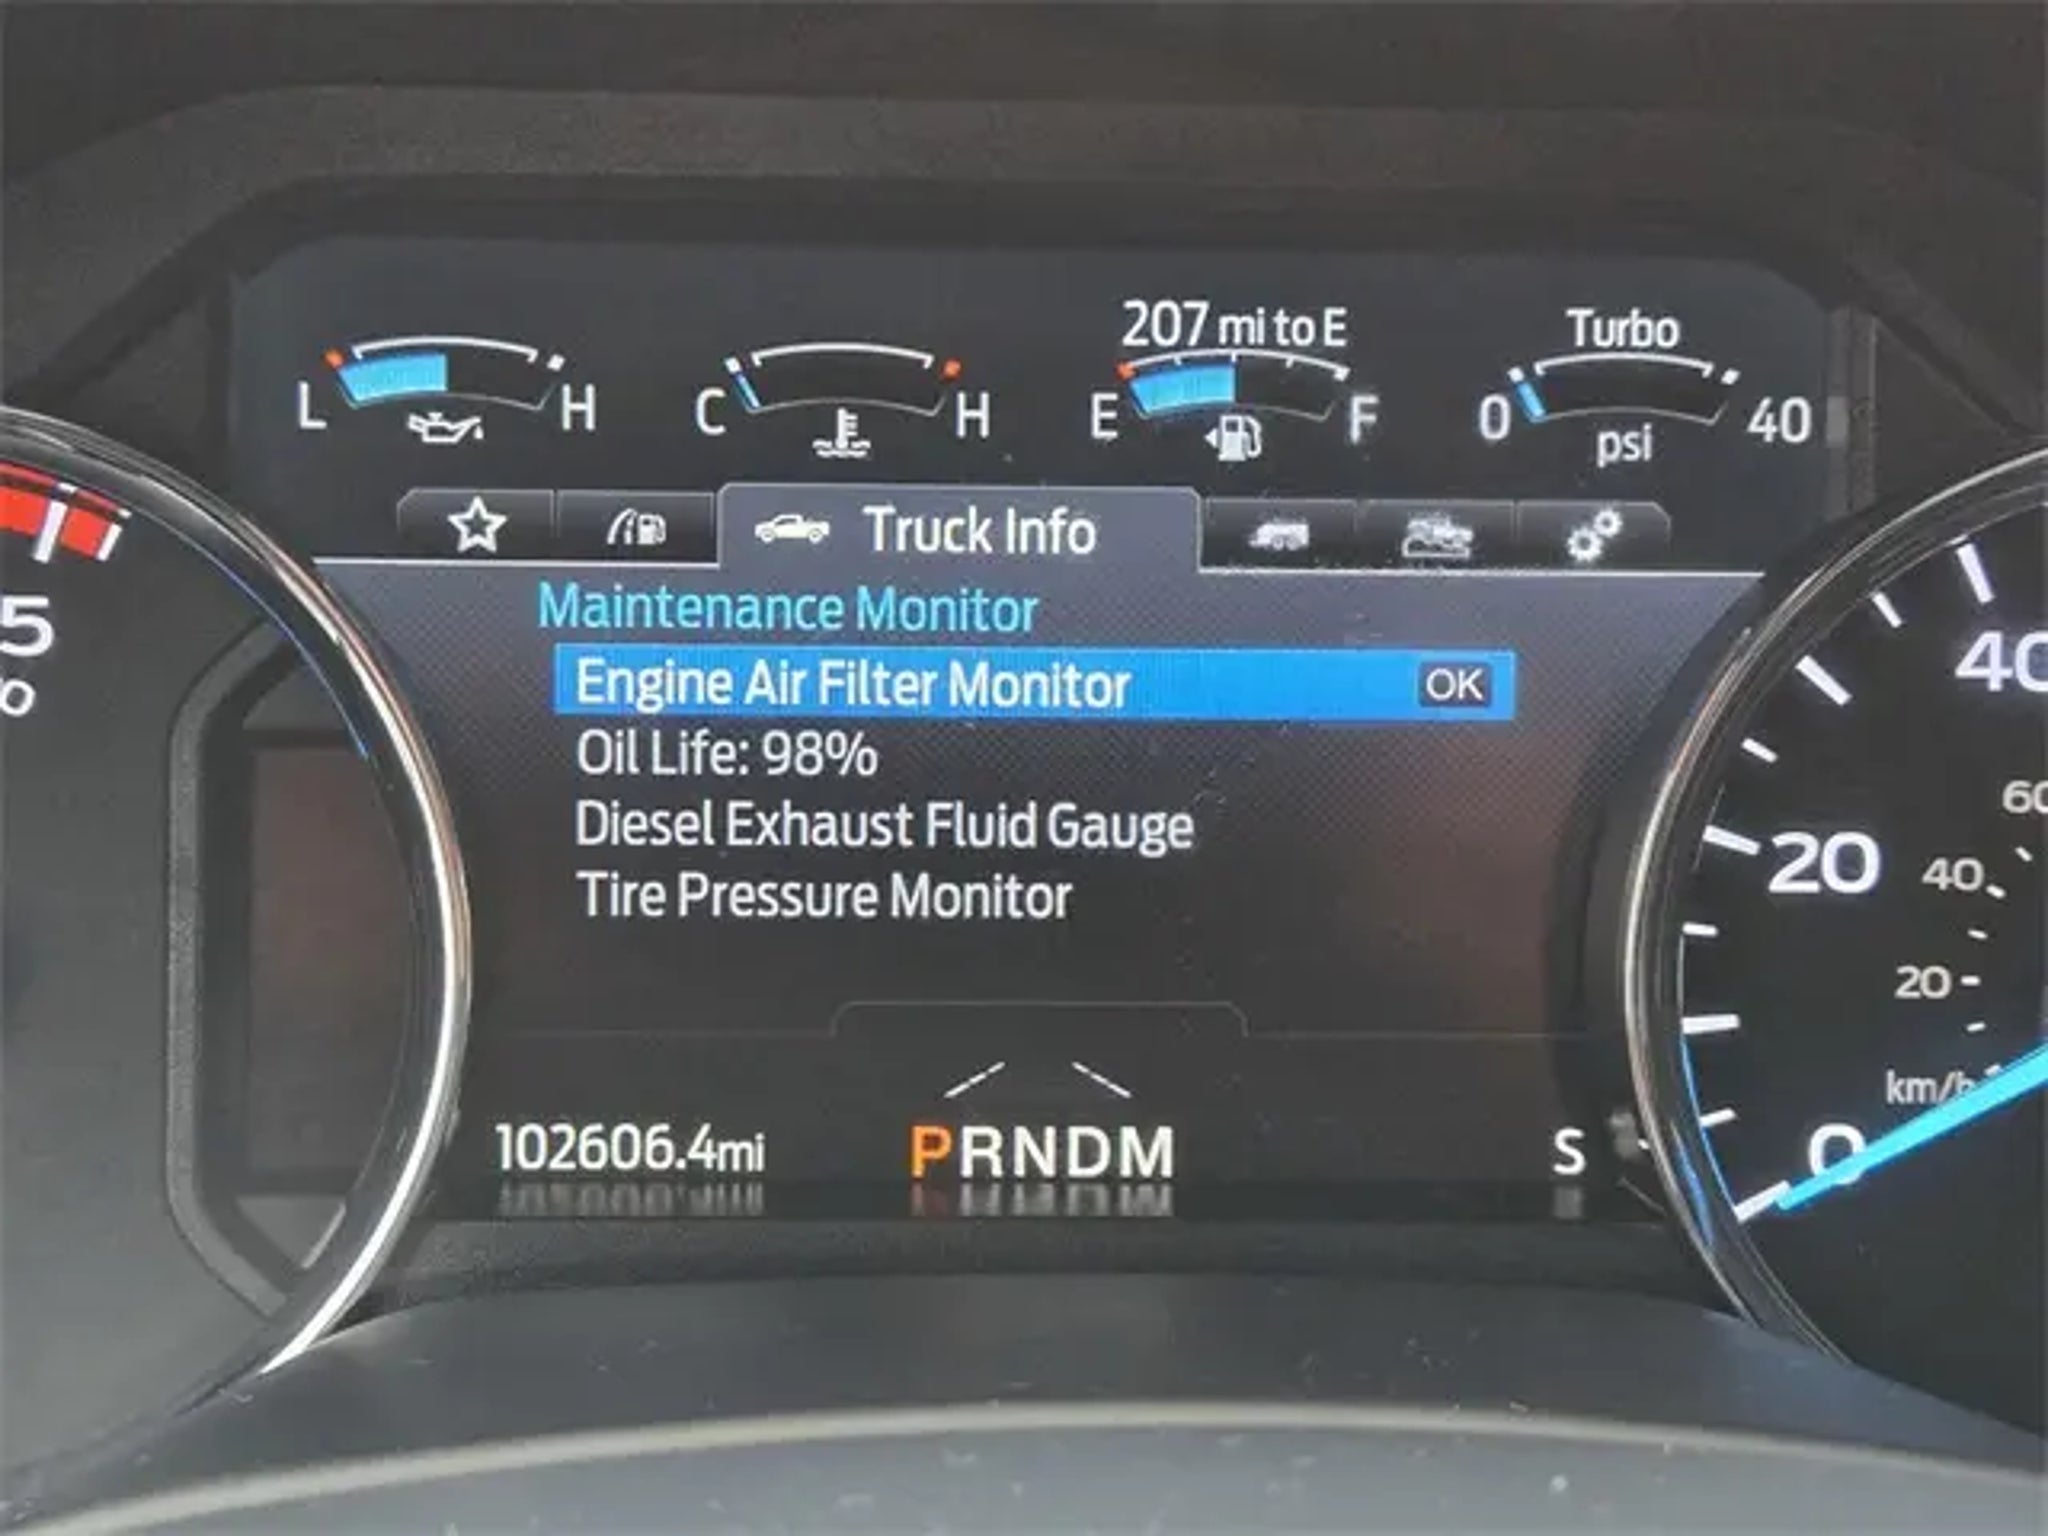 207 mi to E
Turbo
L H
C H
E F
0 40
psi
Truck Info
Maintenance Monitor
Engine Air Filter Monitor OK
Oil Life: 98%
Diesel Exhaust Fluid Gauge
Tire Pressure Monitor
102606.4mi
PRNDM
S
5
40
20
0
60
40
20
km/h